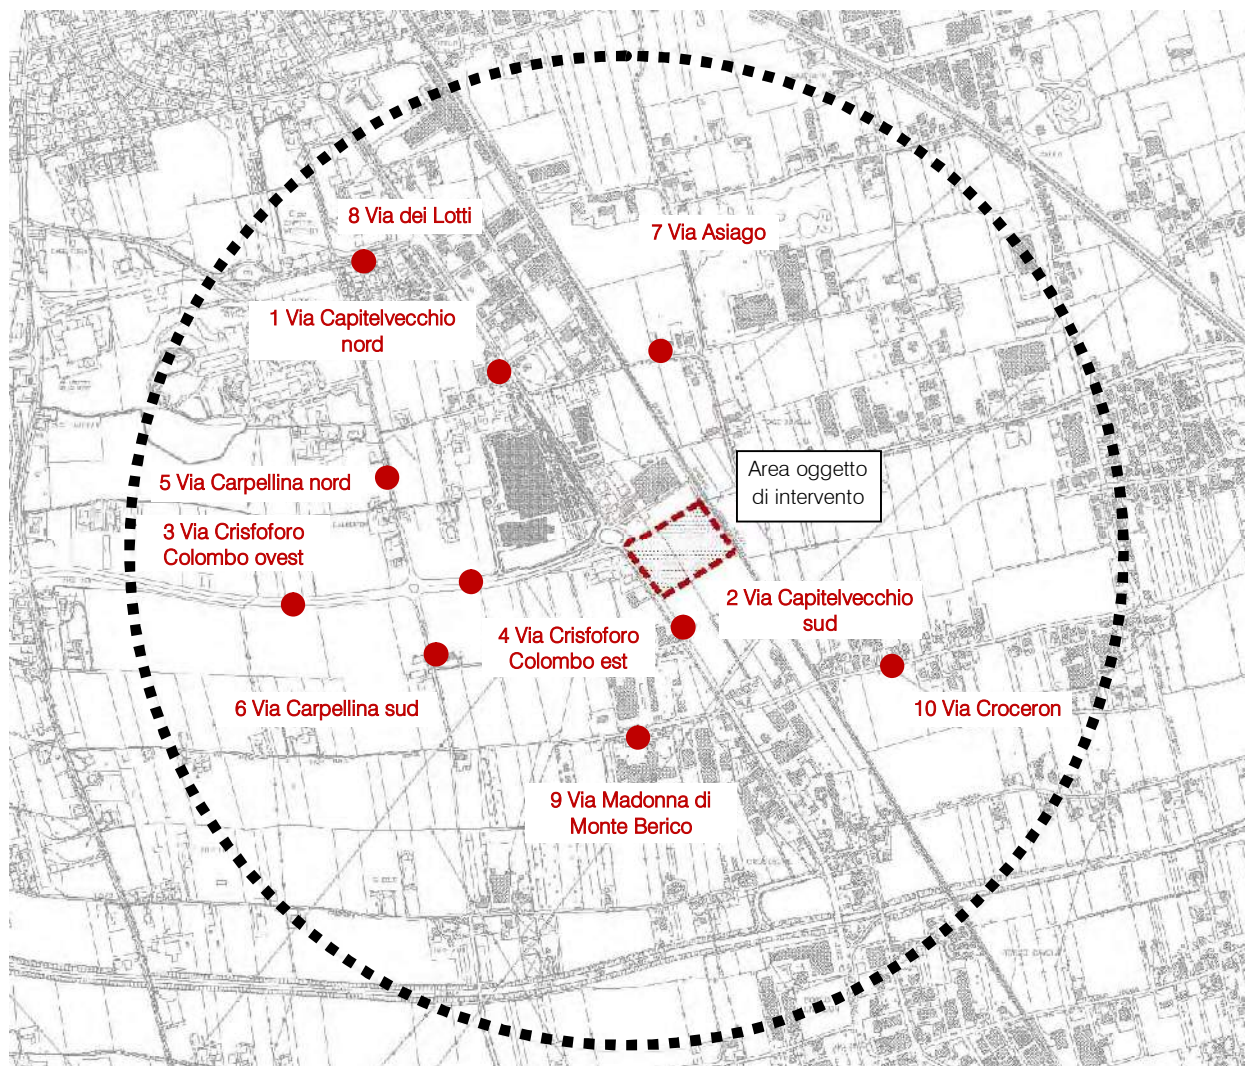 8 Via dei Lotti
7 Via Asiago
1 Via Capitelvecchio
nord
Area oggetto
di intervento
5 Via Carpellina nord
3 Via Crisfoforo
Colombo ovest
2 Via Capitelvecchio
sud
4 Via Crisfoforo
Colombo est
6 Via Carpellina sud
10 Via Croceron
9 Via Madonna di
Monte Berico